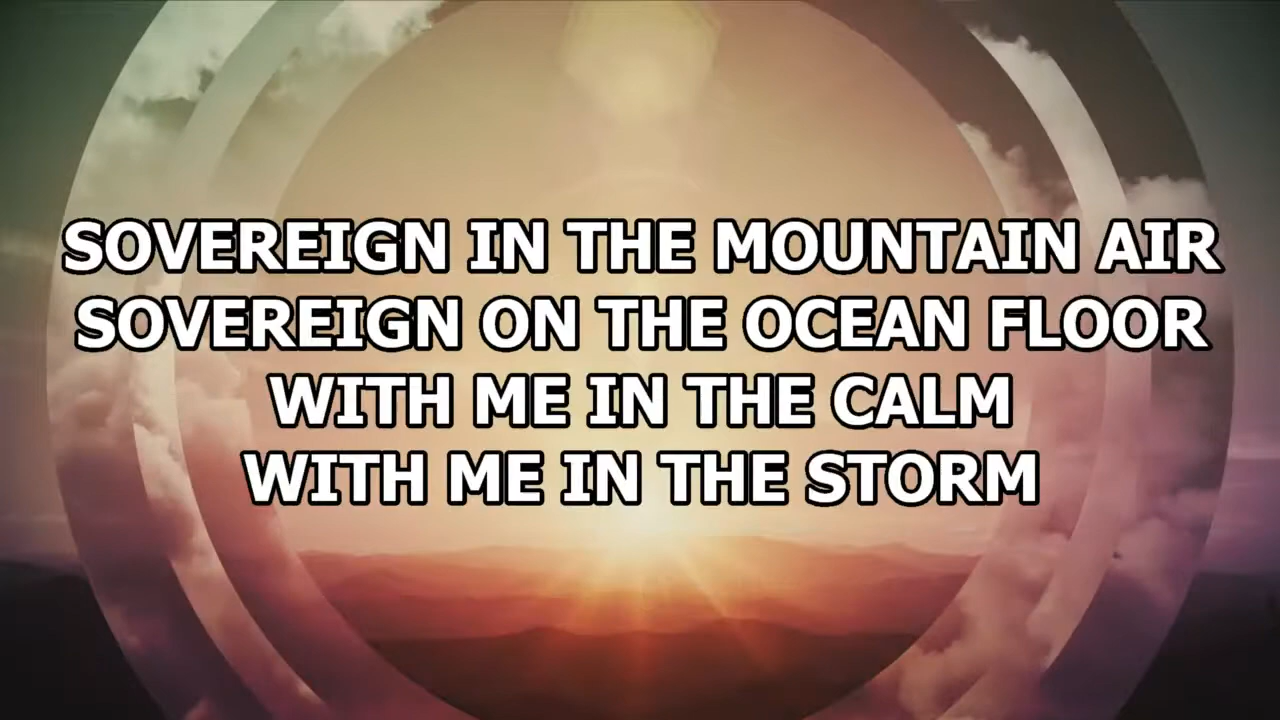 SOVEREIGN IN THE MOUNTAIN AIR
SOVEREIGN ON THE OCEAN FLOOR
WITH ME IN THE CALM
WITH ME IN THE STORM